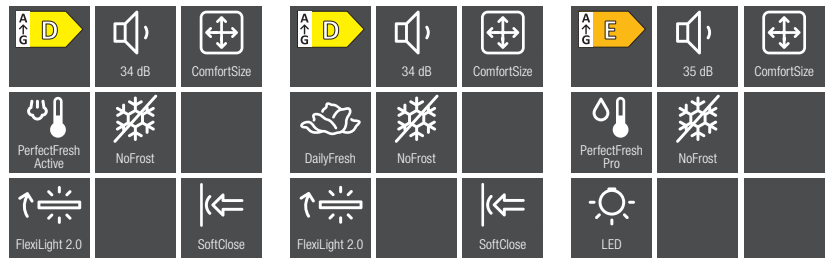 A
G
D
34 dB
ComfortSize
PerfectFresh
Active
NoFrost
FlexiLight 2.0
SoftClose
A
G
D
34 dB
ComfortSize
DailyFresh
NoFrost
FlexiLight 2.0
SoftClose
A
G
E
35 dB
ComfortSize
PerfectFresh
Pro
NoFrost
LED